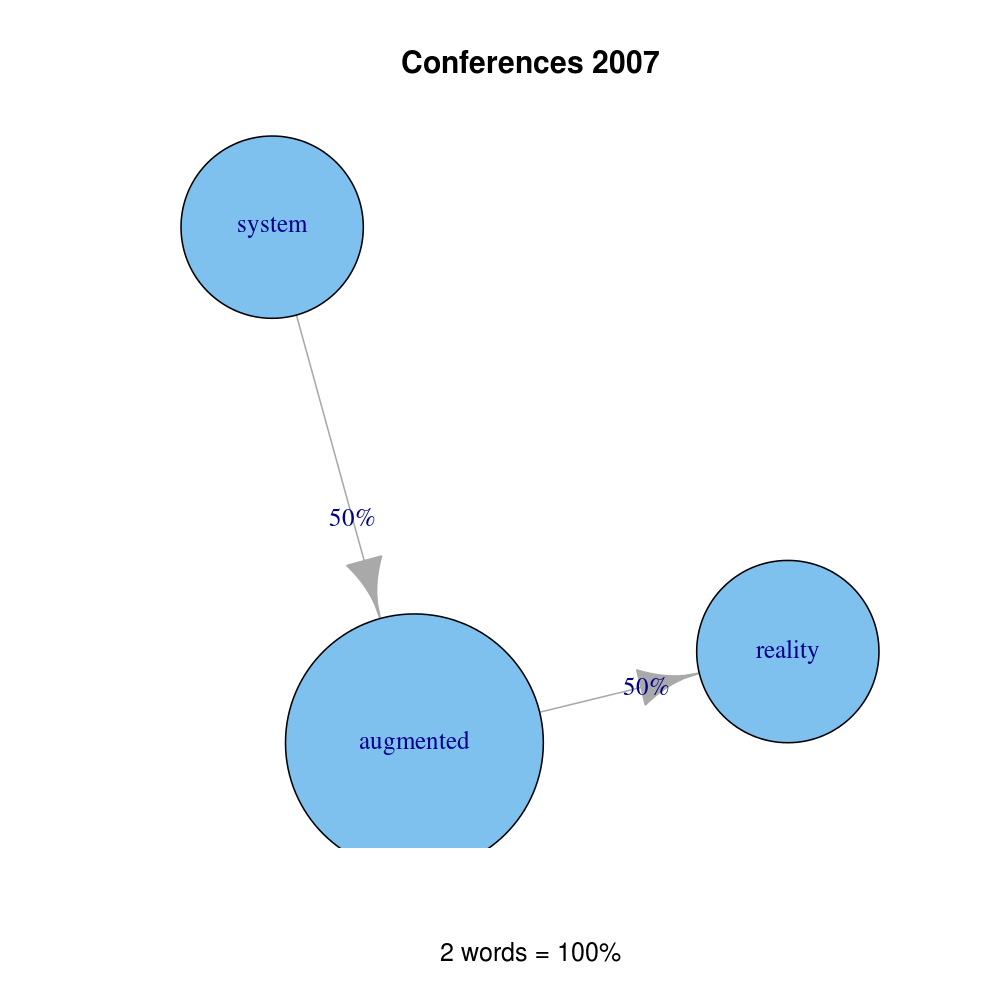 Conferences 2007
system
50%
reality
50%
augmented
2 words = 100%